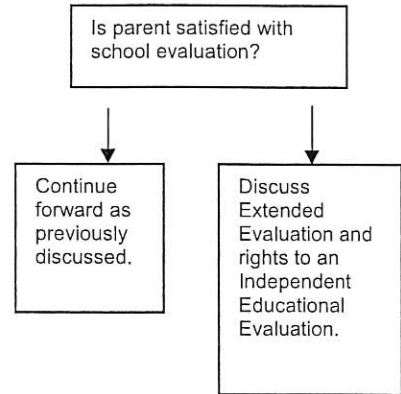 Is parent satisfied with
school evaluation?
Continue
forward as
previously
discussed.
Discuss
Extended
Evaluation and
rights to an
Independent
Educational
Evaluation.